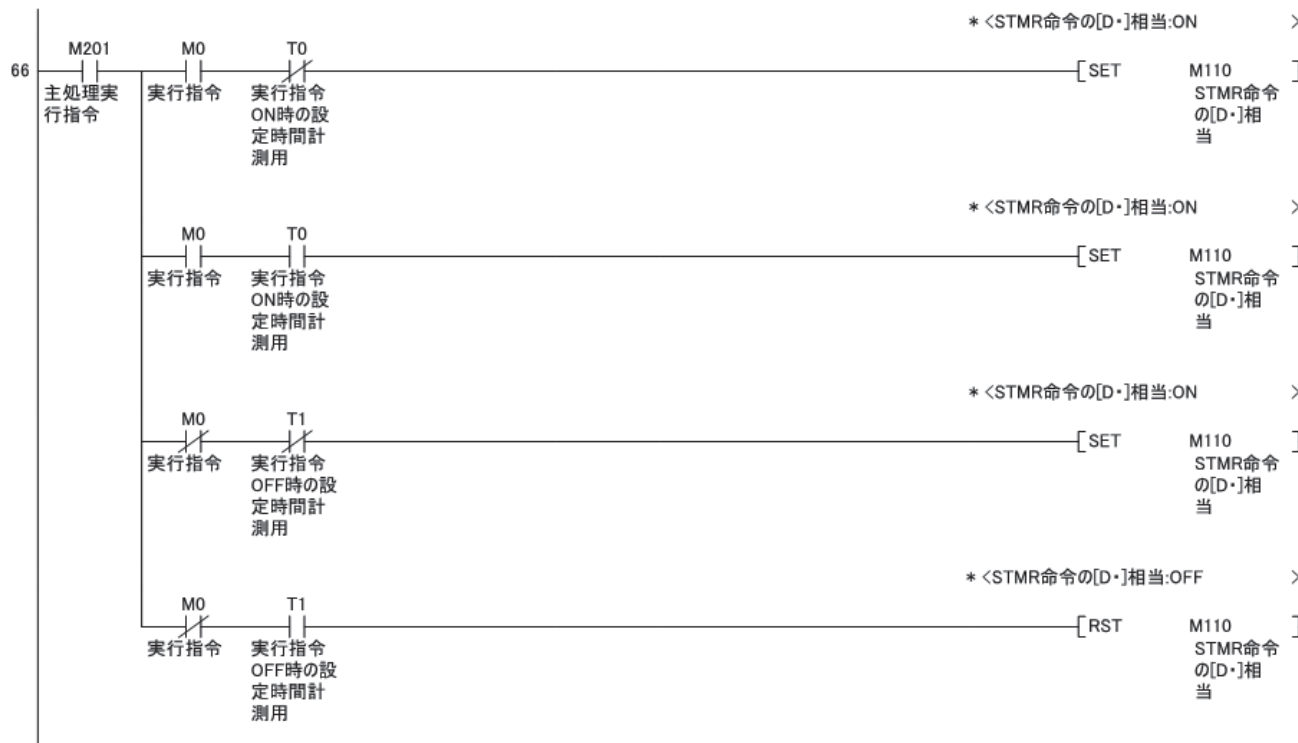 * <STMR命令の[D・]相当:ON >
M201 M0 T0
66 [SET M110 ]
主処理実 実行指令 実行指令 STMR命令
行指令 ON時の設 の[D・]相
定時間計 当
測用
* <STMR命令の[D・]相当:ON >
M0 T0
[SET M110 ]
実行指令 実行指令 STMR命令
ON時の設 の[D・]相
定時間計 当
測用
* <STMR命令の[D・]相当:ON >
M0 T1
[SET M110 ]
実行指令 実行指令 STMR命令
OFF時の設 の[D・]相
定時間計 当
測用
* <STMR命令の[D・]相当:OFF >
M0 T1
[RST M110 ]
実行指令 実行指令 STMR命令
OFF時の設 の[D・]相
定時間計 当
測用